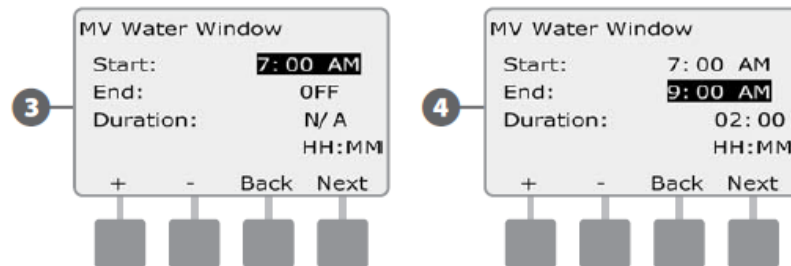 3
MV Water Window
Start: 7:00 AM
End: OFF
Duration: N/A
HH:MM
+ - Back Next
4
MV Water Window
Start: 7:00 AM
End: 9:00 AM
Duration: 02:00
HH:MM
+ - Back Next